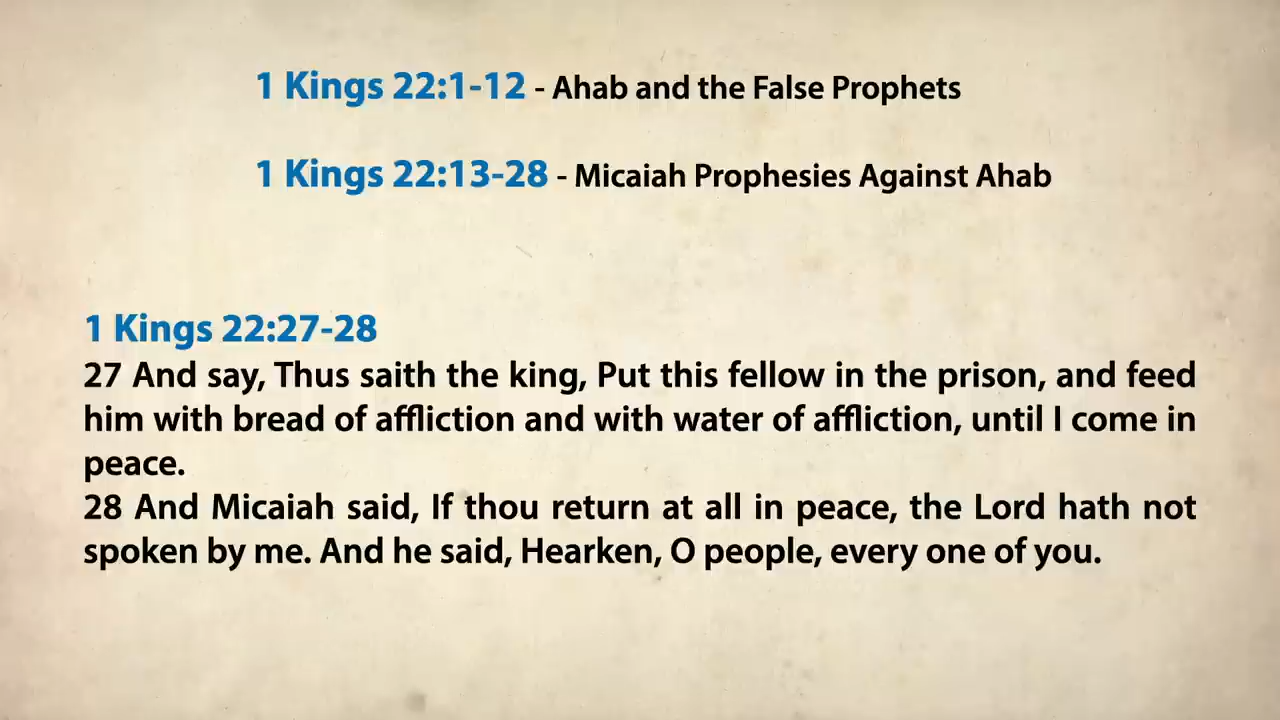 1 Kings 22:1-12 - Ahab and the False Prophets
1 Kings 22:13-28 - Micaiah Prophesies Against Ahab
1 Kings 22:27-28
27 And say, Thus saith the king, Put this fellow in the prison, and feed
him with bread of affliction and with water of affliction, until I come in
peace.
28 And Micaiah said, If thou return at all in peace, the Lord hath not
spoken by me. And he said, Hearken, O people, every one of you.